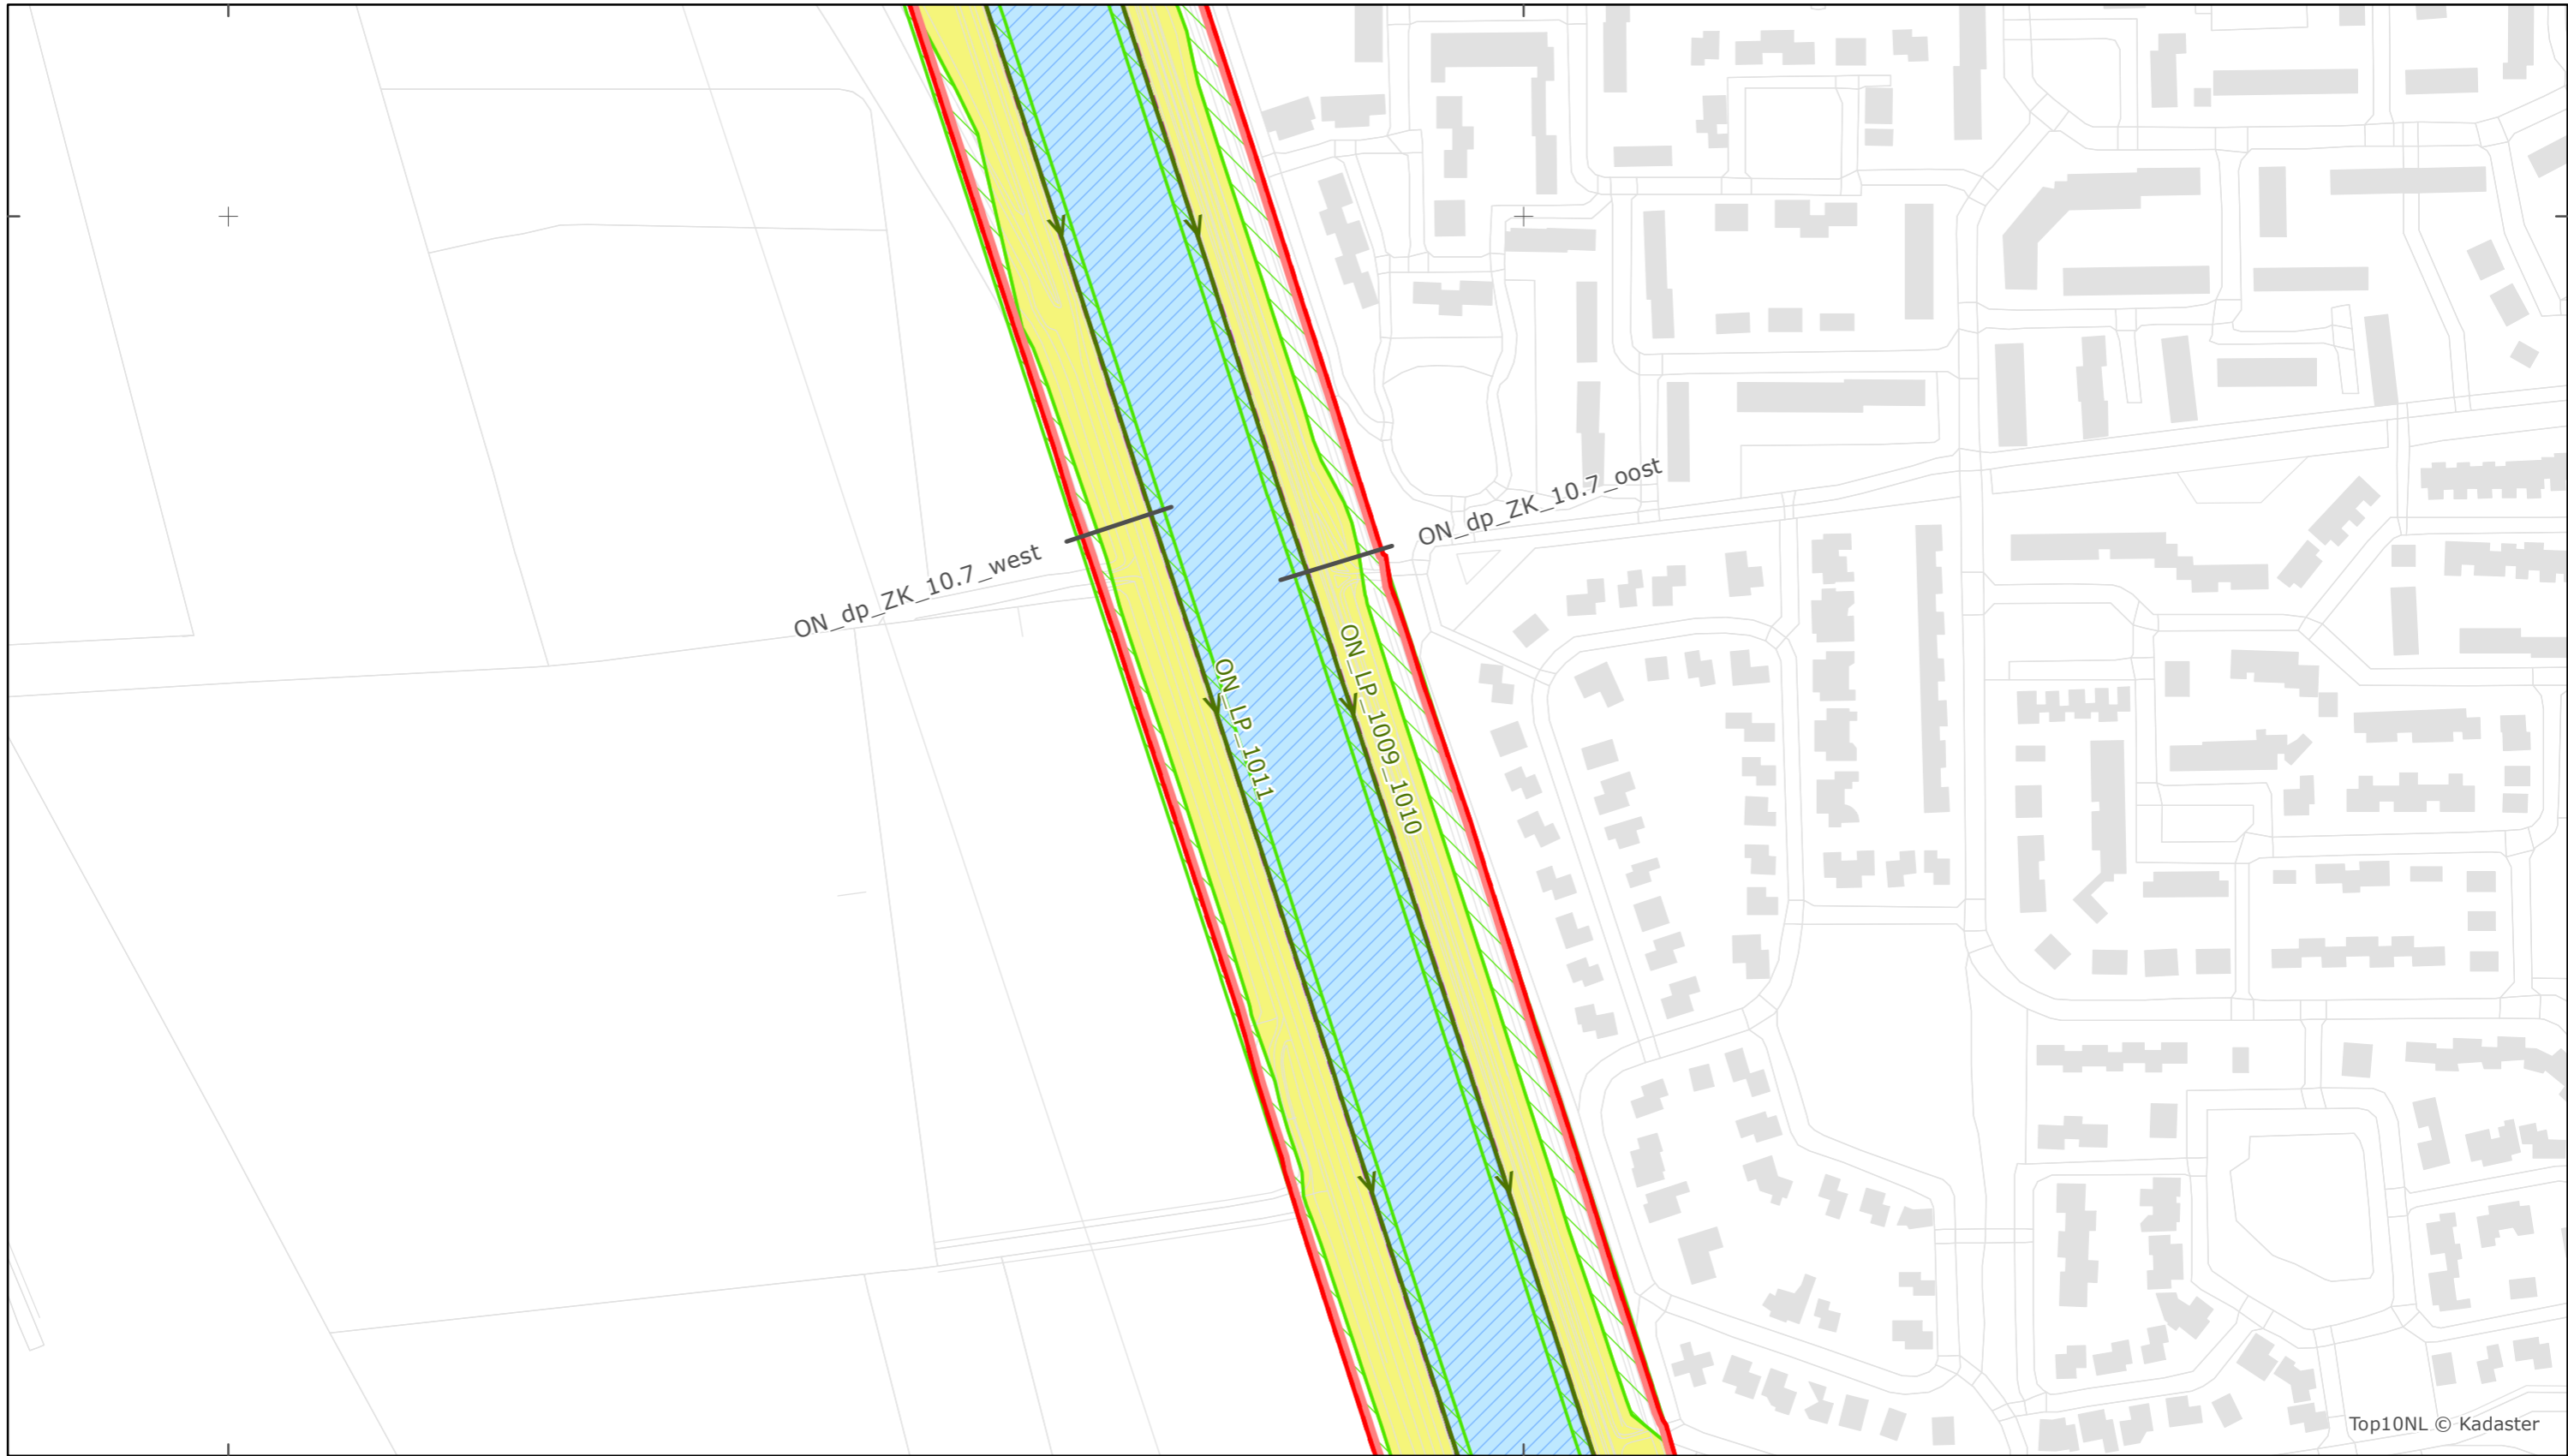 ON_dp_ZK_10.7_oost
ON_dp_ZK_10.7_west
ON_LP_1009_1010
ON_LP_1011
Top10NL © Kadaster